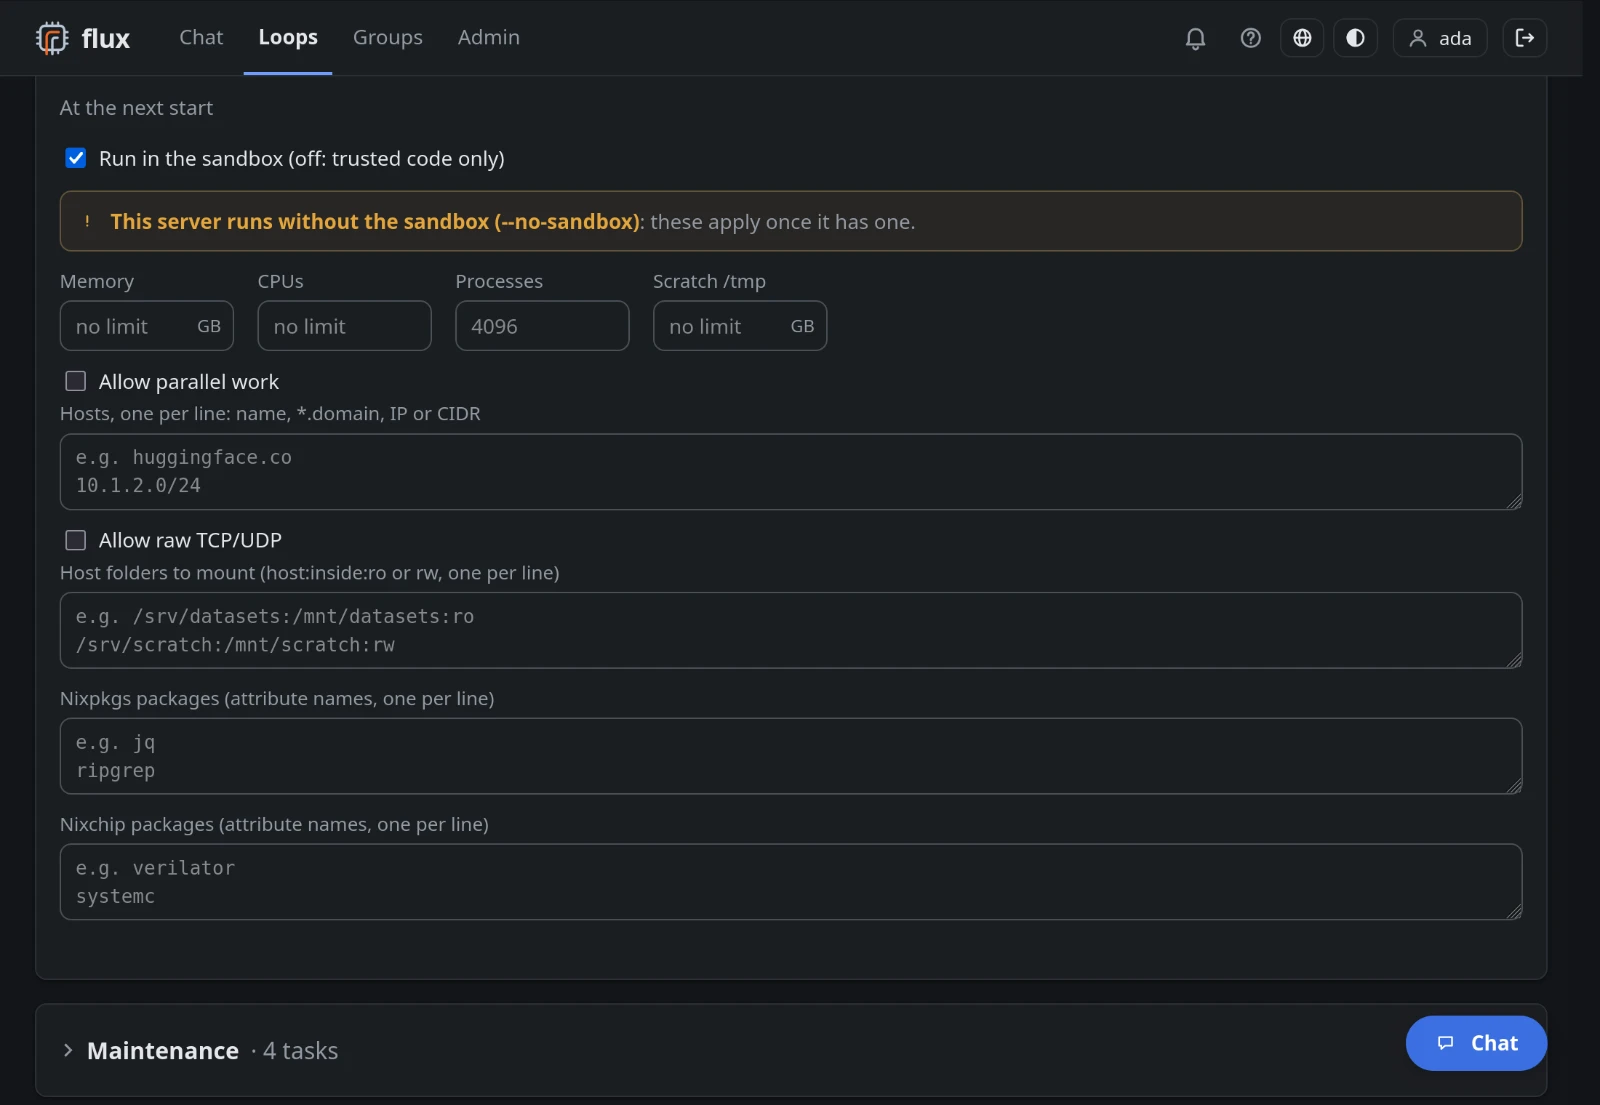 flux
Chat
Loops
Groups
Admin
ada
At the next start
Run in the sandbox (off: trusted code only)
! This server runs without the sandbox (--no-sandbox): these apply once it has one.
Memory
CPUs
Processes
Scratch /tmp
no limit GB
no limit
4096
no limit GB
Allow parallel work
Hosts, one per line: name, *.domain, IP or CIDR
e.g. huggingface.co
10.1.2.0/24
Allow raw TCP/UDP
Host folders to mount (host:inside:ro or rw, one per line)
e.g. /srv/datasets:/mnt/datasets:ro
/srv/scratch:/mnt/scratch:rw
Nixpkgs packages (attribute names, one per line)
e.g. jq
ripgrep
Nixchip packages (attribute names, one per line)
e.g. verilator
systemc
Maintenance · 4 tasks
Chat